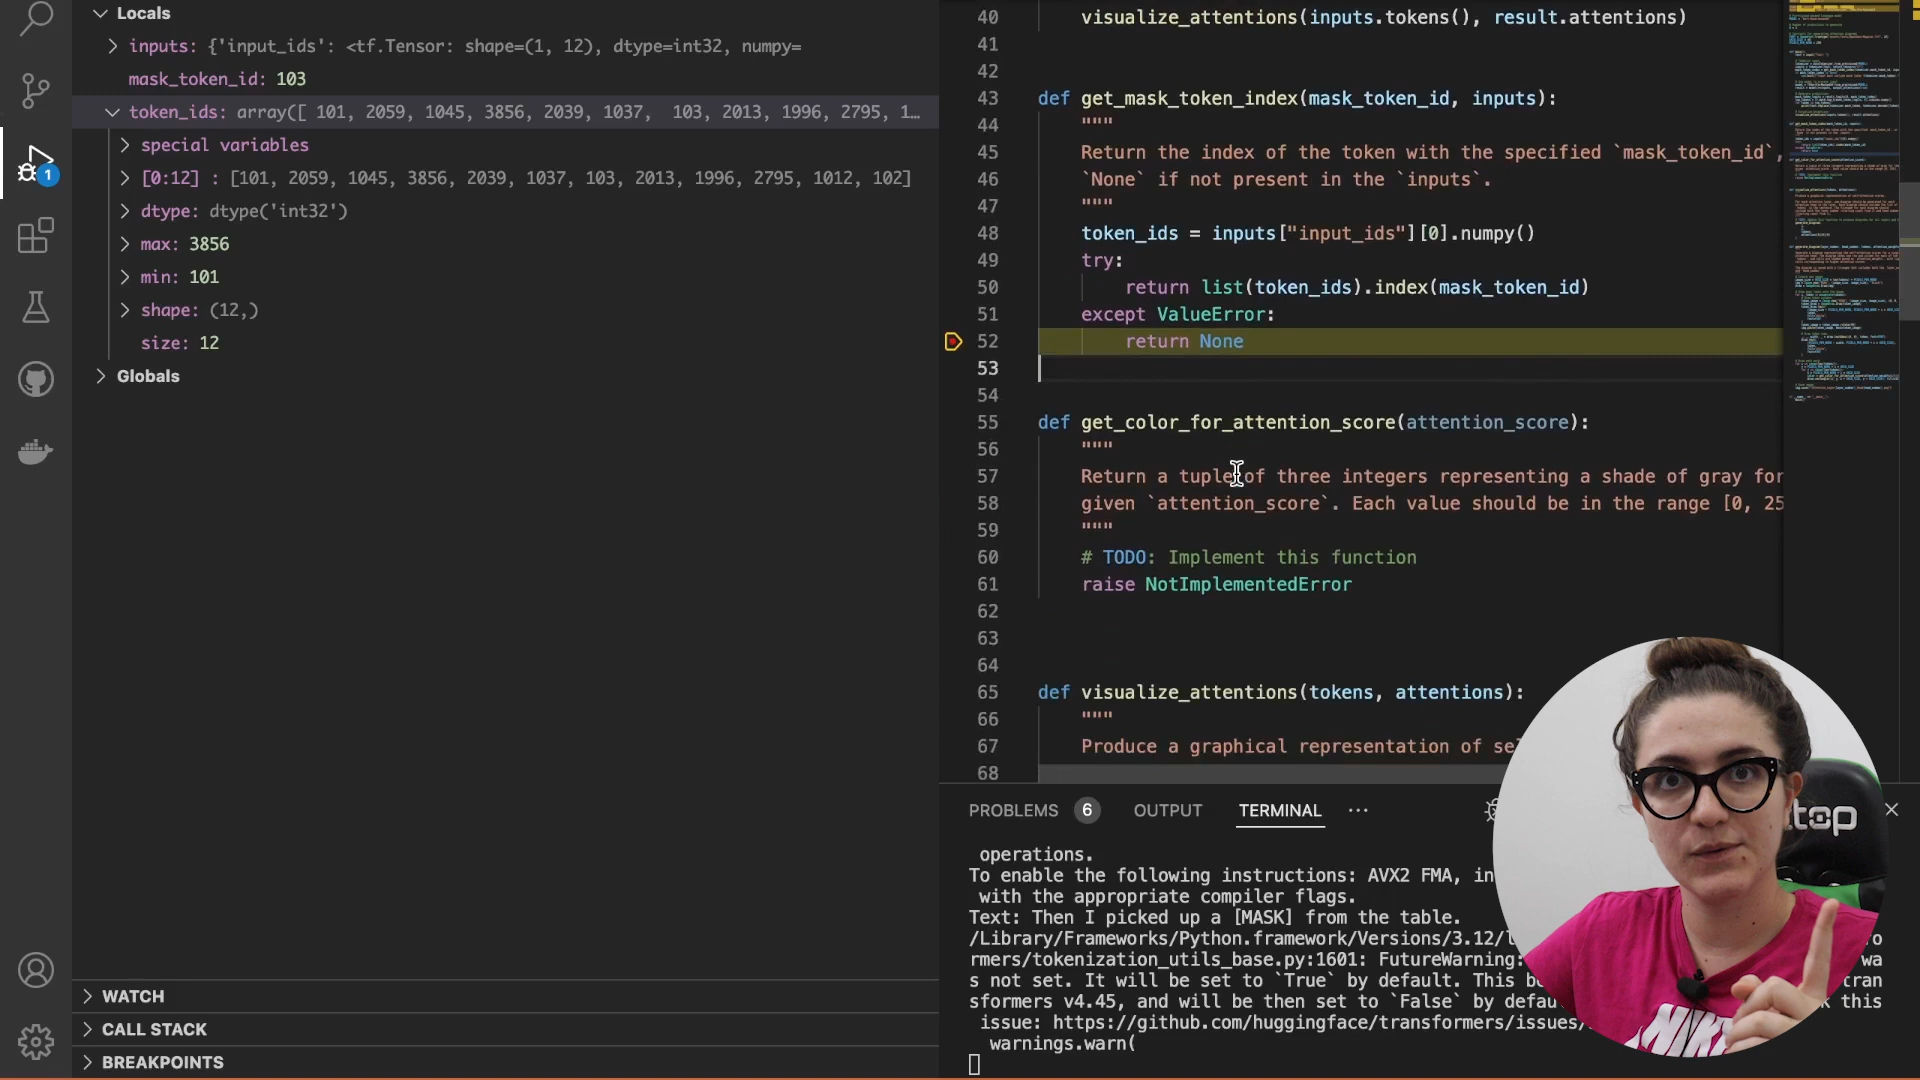 Locals
inputs: {'input_ids': <tf.Tensor: shape=(1, 12), dtype=int32, numpy=
mask_token_id: 103
token_ids: array([ 101, 2059, 1045, 3856, 2039, 1037, 103, 2013, 1996, 2795, 1…
special variables
[0:12] : [101, 2059, 1045, 3856, 2039, 1037, 103, 2013, 1996, 2795, 1012, 102]
dtype: dtype('int32')
max: 3856
min: 101
shape: (12,)
size: 12
Globals
1
WATCH
CALL STACK
BREAKPOINTS
40 visualize_attentions(inputs.tokens(), result.attentions)
41
42
43 def get_mask_token_index(mask_token_id, inputs):
44 """
45 Return the index of the token with the specified `mask_token_id`,
46 `None` if not present in the `inputs`.
47 """
48 token_ids = inputs["input_ids"][0].numpy()
49 try:
50 return list(token_ids).index(mask_token_id)
51 except ValueError:
52 return None
53
54
55 def get_color_for_attention_score(attention_score):
56 """
57 Return a tuple of three integers representing a shade of gray for
58 given `attention_score`. Each value should be in the range [0, 25
59 """
60 # TODO: Implement this function
61 raise NotImplementedError
62
63
64
65 def visualize_attentions(tokens, attentions):
66 """
67 Produce a graphical representation of se
68
PROBLEMS 6 OUTPUT TERMINAL ···
operations.
To enable the following instructions: AVX2 FMA, in
with the appropriate compiler flags.
Text: Then I picked up a [MASK] from the table.
/Library/Frameworks/Python.framework/Versions/3.12/
rmers/tokenization_utils_base.py:1601: FutureWarning: wa
s not set. It will be set to `True` by default. This be tran
sformers v4.45, and will be then set to `False` by defau this
issue: https://github.com/huggingface/transformers/issues/
warnings.warn(